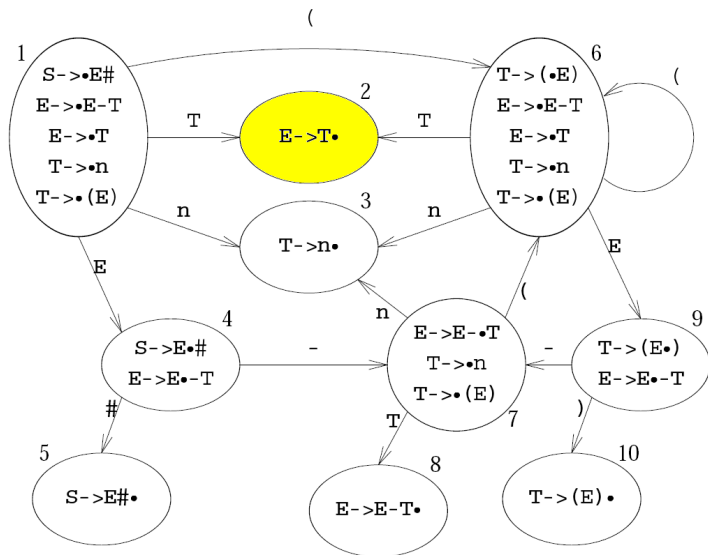 (
1
S->•E#
E->•E-T
E->•T
T->•n
T->•(E)
T
2
E->T•
T
6
T->(•E)
E->•E-T
E->•T
T->•n
T->•(E)
(
n
3
T->n•
n
E
E
4
S->E•#
E->E•-T
-
n
(
E->E-•T
T->•n
T->•(E)
7
-
9
T->(E•)
E->E•-T
#
T
)
5
S->E#•
8
E->E-T•
10
T->(E)•